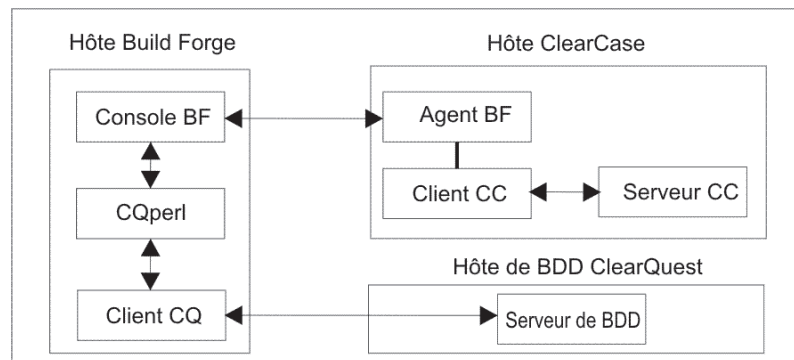 Hôte Build Forge
Hôte ClearCase
Console BF
Agent BF
CQperl
Client CC
Serveur CC
Hôte de BDD ClearQuest
Client CQ
Serveur de BDD